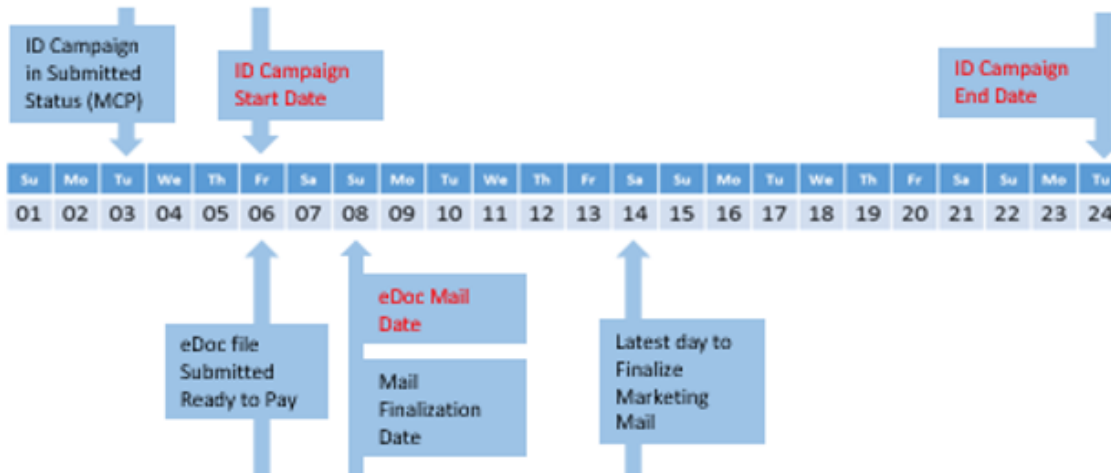 ID Campaign
in Submitted
Status (MCP)
ID Campaign
Start Date
ID Campaign
End Date
Su Mo Tu We Th Fr Sa Su Mo Tu We Th Fr Sa Su Mo Tu We Th Fr Sa Su Mo Tu
01 02 03 04 05 06 07 08 09 10 11 12 13 14 15 16 17 18 19 20 21 22 23 24
eDoc file
Submitted
Ready to Pay
eDoc Mail
Date
Mail
Finalization
Date
Latest day to
Finalize
Marketing
Mail